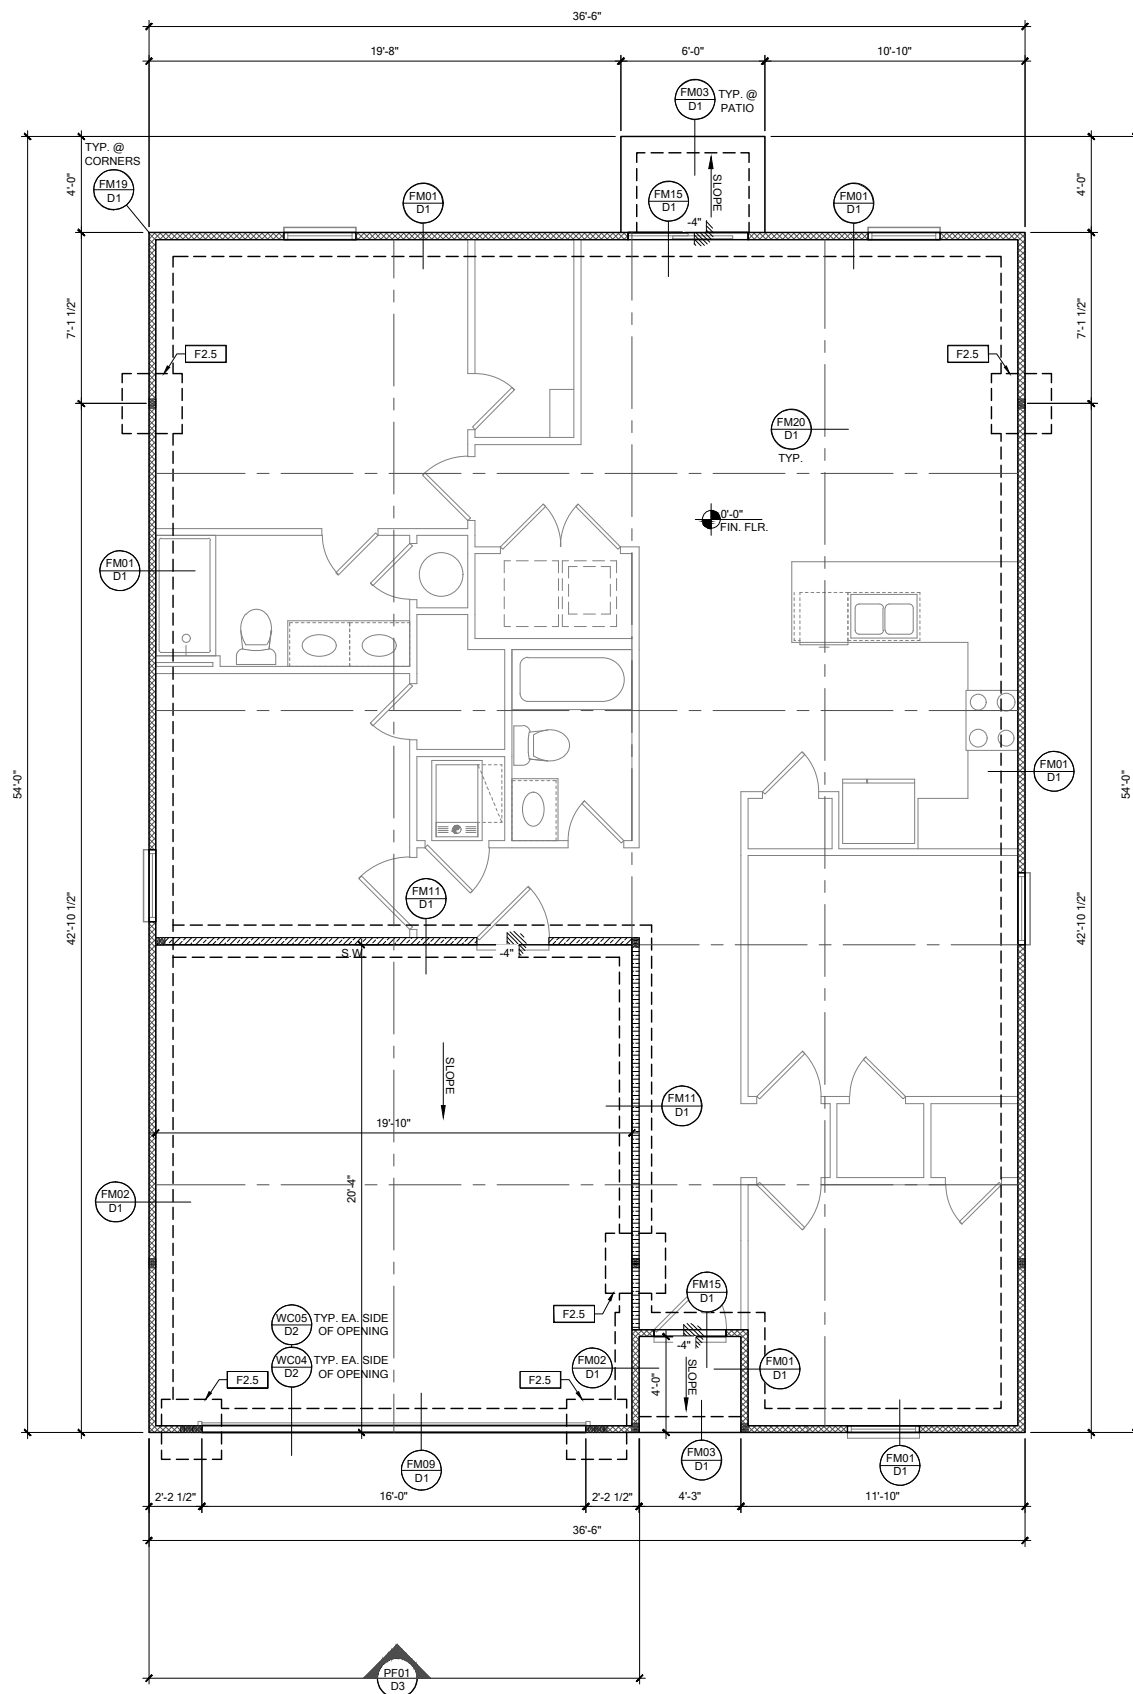 36'-6"
19'-8"
6'-0"
10'-10"
FM03
D1
TYP. @
PATIO
TYP. @
CORNERS
FM19
D1
4'-0"
4'-0"
FM01
D1
FM15
D1
SLOPE
-4"
FM01
D1
7'-1 1/2"
7'-1 1/2"
F2.5
F2.5
FM20
D1
TYP.
0'-0"
FIN. FLR.
FM01
D1
54'-0"
54'-0"
FM01
D1
42'-10 1/2"
42'-10 1/2"
FM11
D1
S.W.
-4"
SLOPE
FM11
D1
19'-10"
20'-4"
FM02
D1
FM15
D1
F2.5
WC05
D2
TYP. EA. SIDE
OF OPENING
-4"
WC04
D2
TYP. EA. SIDE
OF OPENING
FM02
D1
4'-0"
SLOPE
FM01
D1
F2.5
F2.5
FM09
D1
FM03
D1
FM01
D1
2'-2 1/2"
16'-0"
2'-2 1/2"
4'-3"
11'-10"
36'-6"
PF01
D3